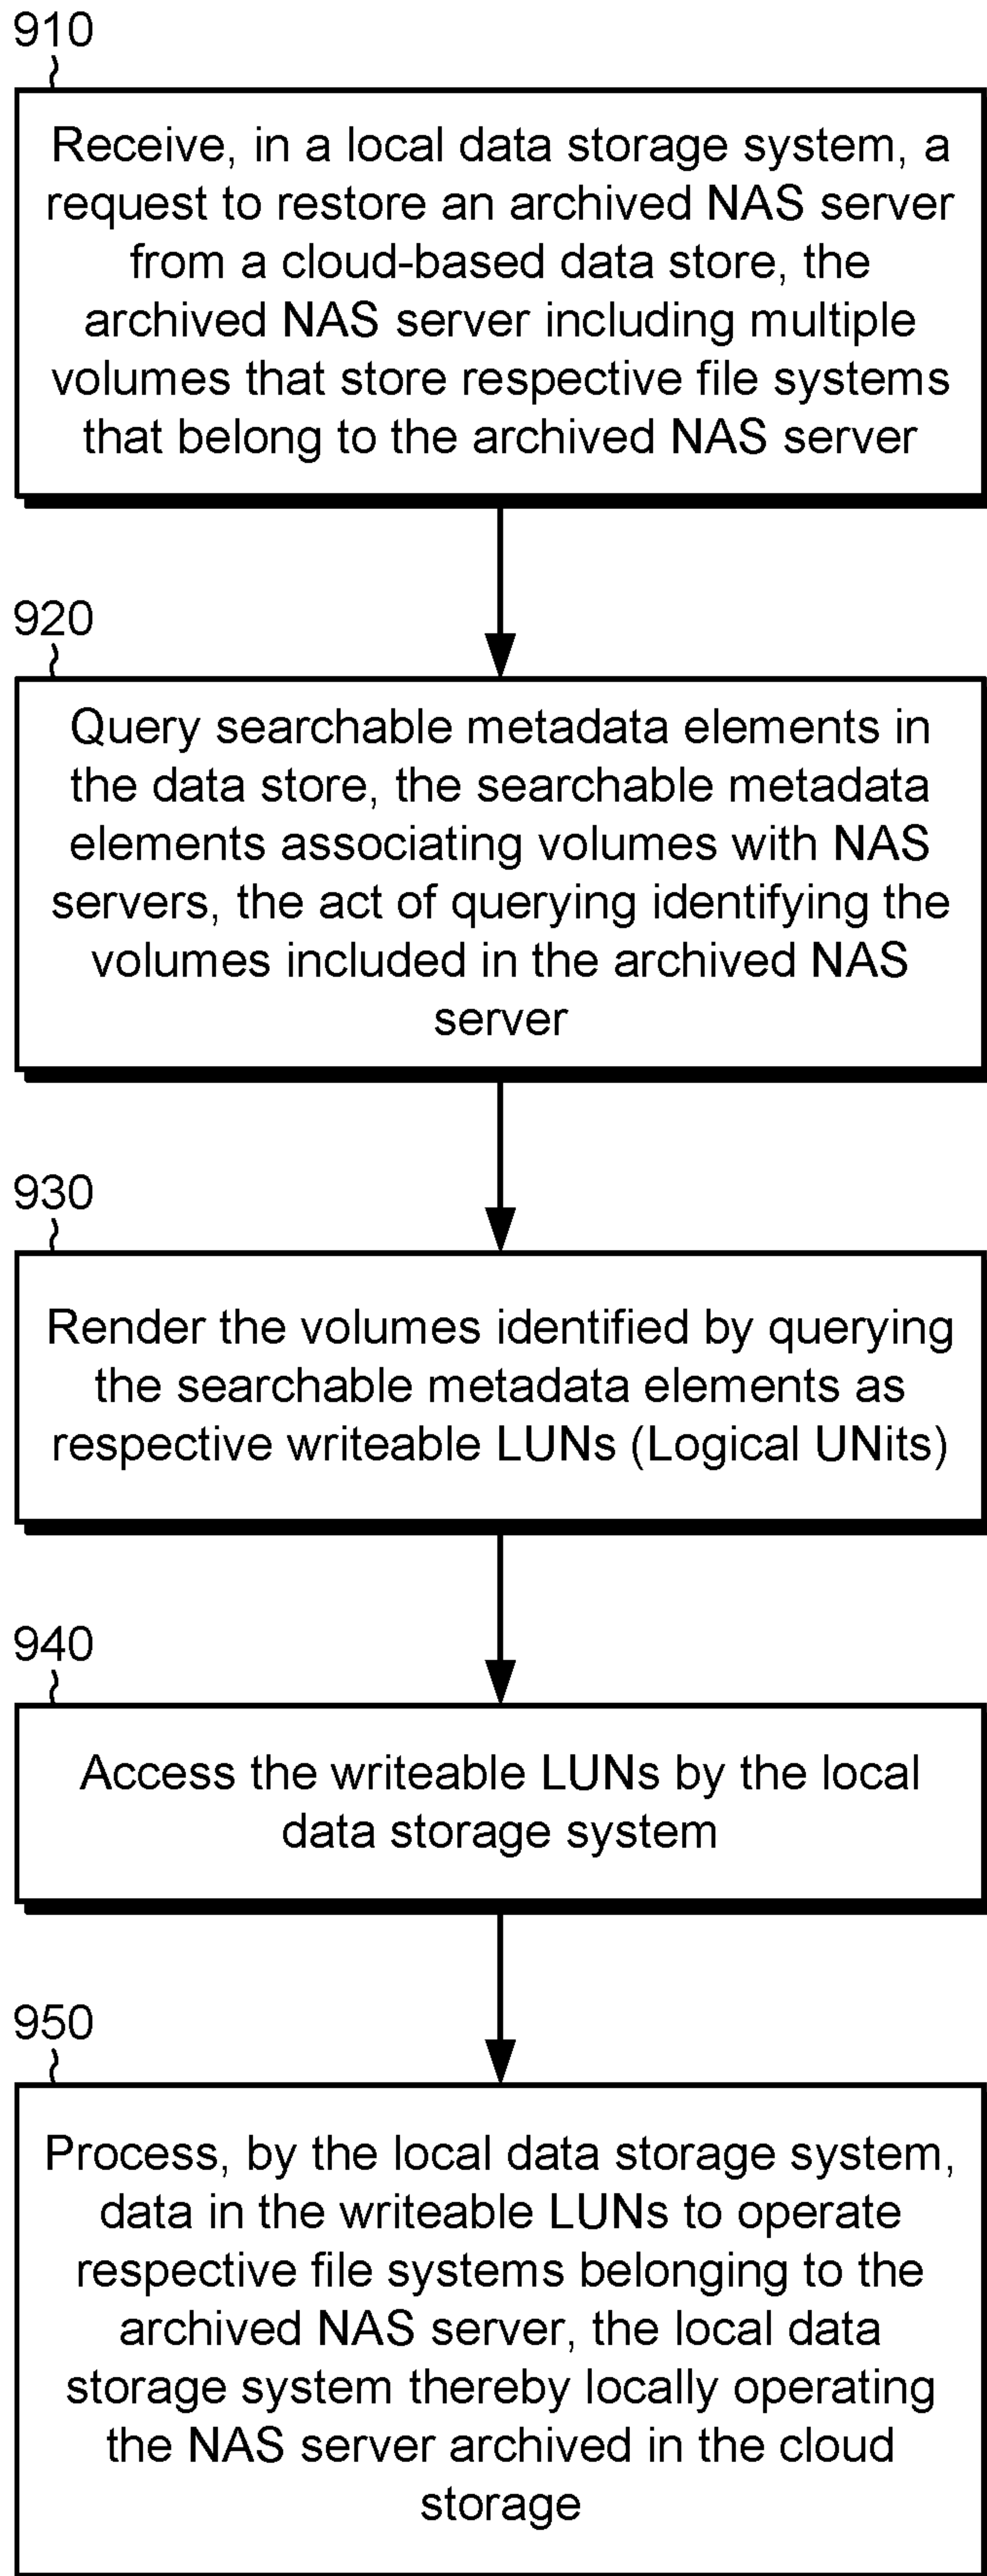 910
Receive, in a local data storage system, a
request to restore an archived NAS server
from a cloud-based data store, the
archived NAS server including multiple
volumes that store respective file systems
that belong to the archived NAS server
920
Query searchable metadata elements in
the data store, the searchable metadata
elements associating volumes with NAS
servers, the act of querying identifying the
volumes included in the archived NAS
server
930
Render the volumes identified by querying
the searchable metadata elements as
respective writeable LUNs (Logical UNits)
940
Access the writeable LUNs by the local
data storage system
950
Process, by the local data storage system,
data in the writeable LUNs to operate
respective file systems belonging to the
archived NAS server, the local data
storage system thereby locally operating
the NAS server archived in the cloud
storage